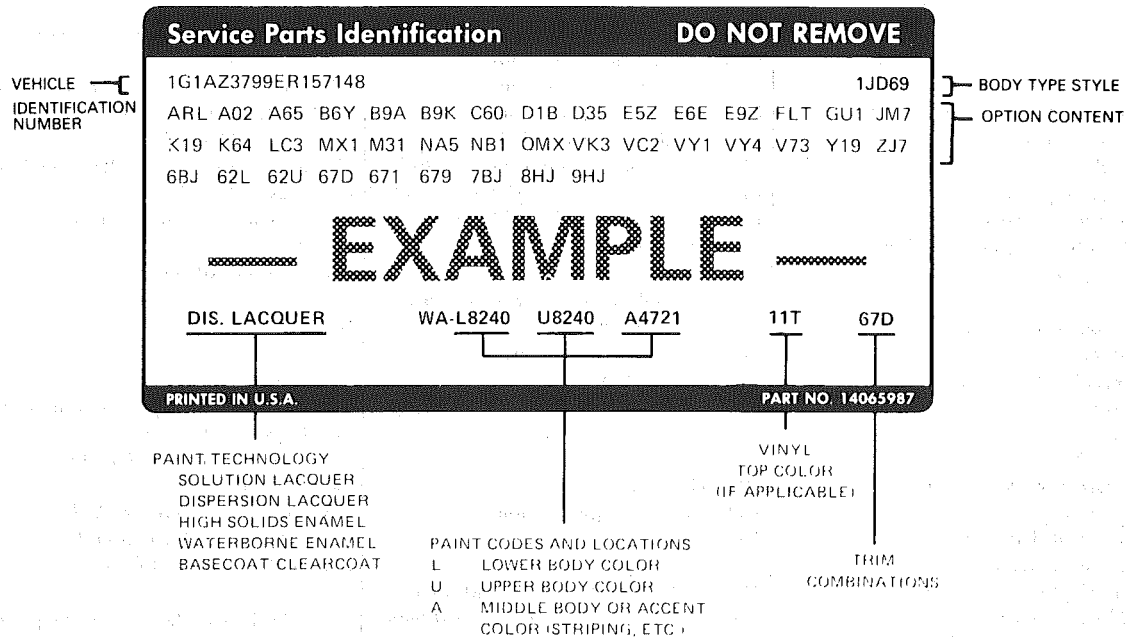 Service Parts Identification DO NOT REMOVE
VEHICLE IDENTIFICATION NUMBER
1G1AZ3799ER157148 1JD69
BODY TYPE STYLE
ARL A02 A65 B6Y B9A B9K C60 D1B D35 E5Z E6E E9Z FLT GU1 JM7
OPTION CONTENT
K19 K64 LC3 MX1 M31 NA5 NB1 OMX VK3 VC2 VY1 VY4 V73 Y19 ZJ7
6BJ 62L 62U 67D 671 679 7BJ 8HJ 9HJ
EXAMPLE
DIS. LACQUER WA-L8240 U8240 A4721 11T 67D
PRINTED IN U.S.A. PART NO. 14065987
PAINT TECHNOLOGY
SOLUTION LACQUER
DISPERSION LACQUER
HIGH SOLIDS ENAMEL
WATERBORNE ENAMEL
BASECOAT CLEARCOAT
PAINT CODES AND LOCATIONS
L LOWER BODY COLOR
U UPPER BODY COLOR
A MIDDLE BODY OR ACCENT
COLOR (STRIPING, ETC.)
VINYL
TOP COLOR
(IF APPLICABLE)
TRIM
COMBINATIONS